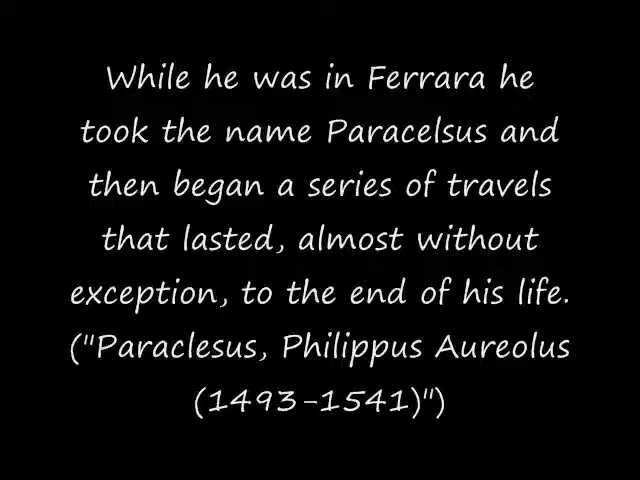 While he was in Ferrara he
took the name Paracelsus and
then began a series of travels
that lasted, almost without
exception, to the end of his life.
("Paraclesus, Philippus Aureolus
(1493-1541)")